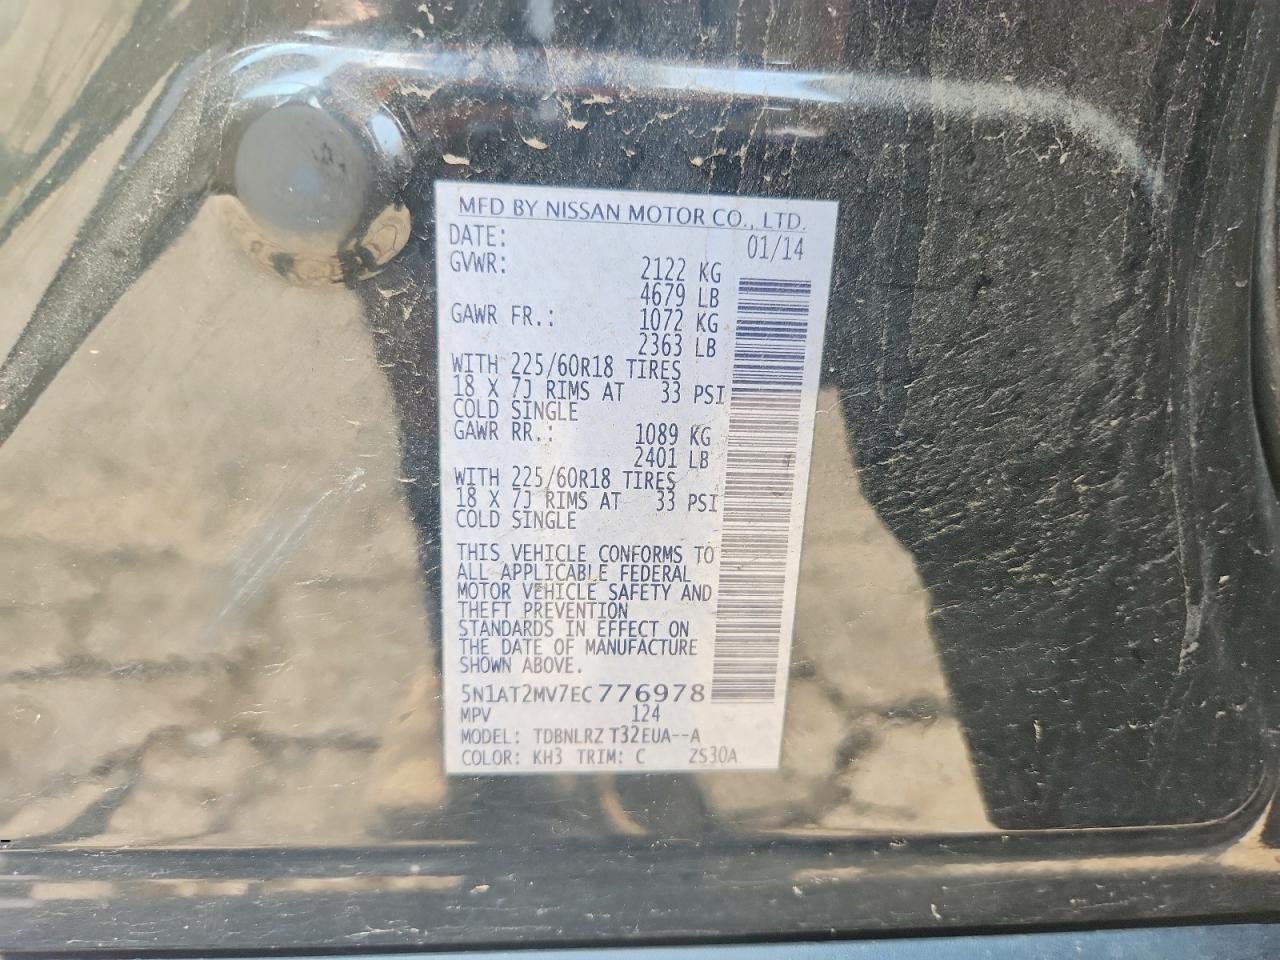 MFD BY NISSAN MOTOR CO., LTD.
DATE: 01/14
GVWR: 2122 KG
4679 LB
GAWR FR.: 1072 KG
2363 LB
WITH 225/60R18 TIRES
18 X 7J RIMS AT 33 PSI
COLD SINGLE
GAWR RR.: 1089 KG
2401 LB
WITH 225/60R18 TIRES
18 X 7J RIMS AT 33 PSI
COLD SINGLE
THIS VEHICLE CONFORMS TO
ALL APPLICABLE FEDERAL
MOTOR VEHICLE SAFETY AND
THEFT PREVENTION
STANDARDS IN EFFECT ON
THE DATE OF MANUFACTURE
SHOWN ABOVE.
5N1AT2MV7EC776978
MPV 124
MODEL: TDBNLRZ T32EUA--A
COLOR: KH3 TRIM: C ZS30A